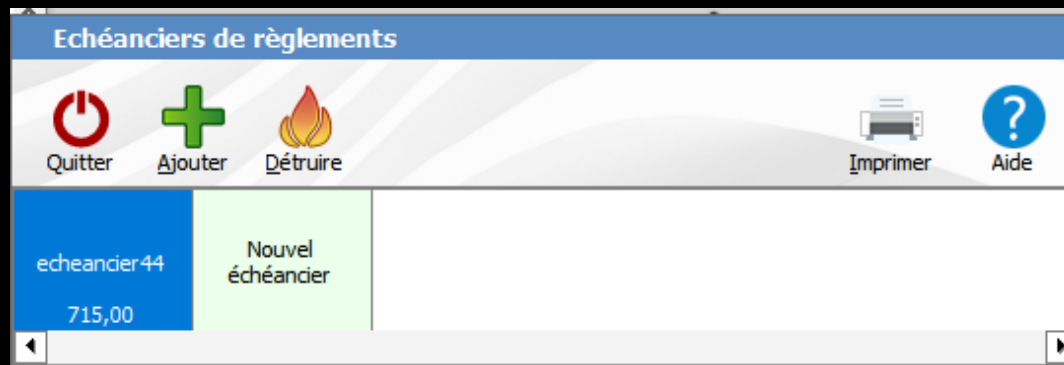 Echéanciers de règlements
Quitter
Ajouter
Détruire
Imprimer
Aide
echeancier44
715,00
Nouvel
échéancier